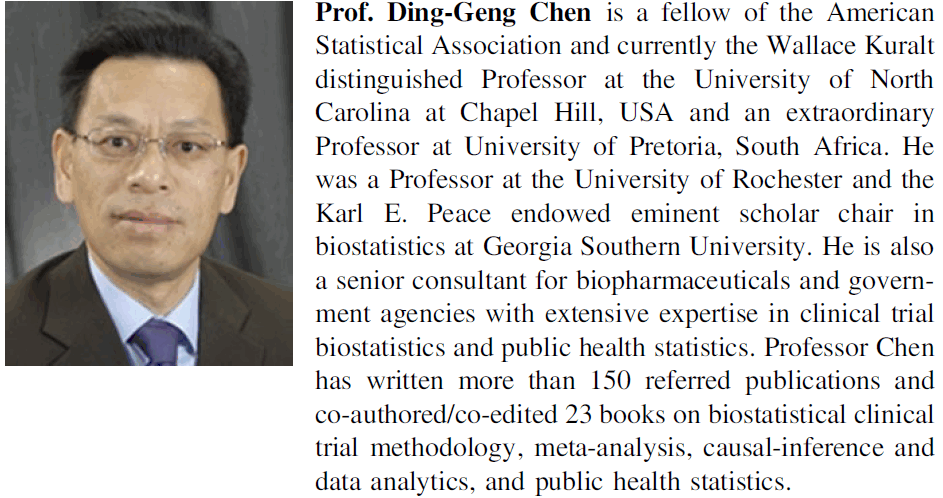 Prof. Ding-Geng Chen is a fellow of the American
Statistical Association and currently the Wallace Kuralt
distinguished Professor at the University of North
Carolina at Chapel Hill, USA and an extraordinary
Professor at University of Pretoria, South Africa. He
was a Professor at the University of Rochester and the
Karl E. Peace endowed eminent scholar chair in
biostatistics at Georgia Southern University. He is also
a senior consultant for biopharmaceuticals and govern-
ment agencies with extensive expertise in clinical trial
biostatistics and public health statistics. Professor Chen
has written more than 150 referred publications and
co-authored/co-edited 23 books on biostatistical clinical
trial methodology, meta-analysis, causal-inference and
data analytics, and public health statistics.